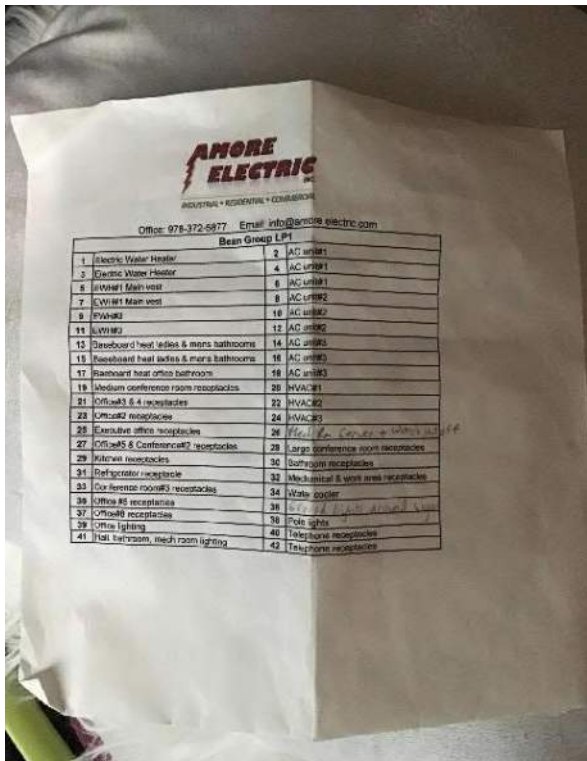 AMORE
ELECTRIC
INC.
INDUSTRIAL • RESIDENTIAL • COMMERCIAL
Office: 978-372-5877 Email: info@amore electric.com
Bean Group LP1
1 Electric Water Heater 2 AC unit#1
3 Electric Water Heater 4 AC unit#1
5 EWH#1 Main vest 6 AC unit#1
7 EWH#1 Main vest 8 AC unit#2
9 EWH#2 10 AC unit#2
11 EWH#2 12 AC unit#2
13 Baseboard heat ladies & mens bathrooms 14 AC unit#3
15 Baseboard heat ladies & mens bathrooms 16 AC unit#3
17 Baseboard heat office bathroom 18 AC unit#3
19 Medium conference room receptacles 20 HVAC#1
21 Office#3 & 4 receptacles 22 HVAC#2
23 Office#2 receptacles 24 HVAC#3
25 Executive office receptacles 26
27 Office#5 & Conference#2 receptacles 28 Large conference room receptacles
29 Kitchen receptacles 30 Bathroom receptacles
31 Refrigerator receptacle 32 Mechanical & work area receptacles
33 Conference room#3 receptacles 34 Water cooler
35 Office #6 receptacles 36 lights around
37 Office#8 receptacles 38 Pole lights
39 Office lighting 40 Telephone receptacles
41 Hall, bathroom, mech room lighting 42 Telephone receptacles